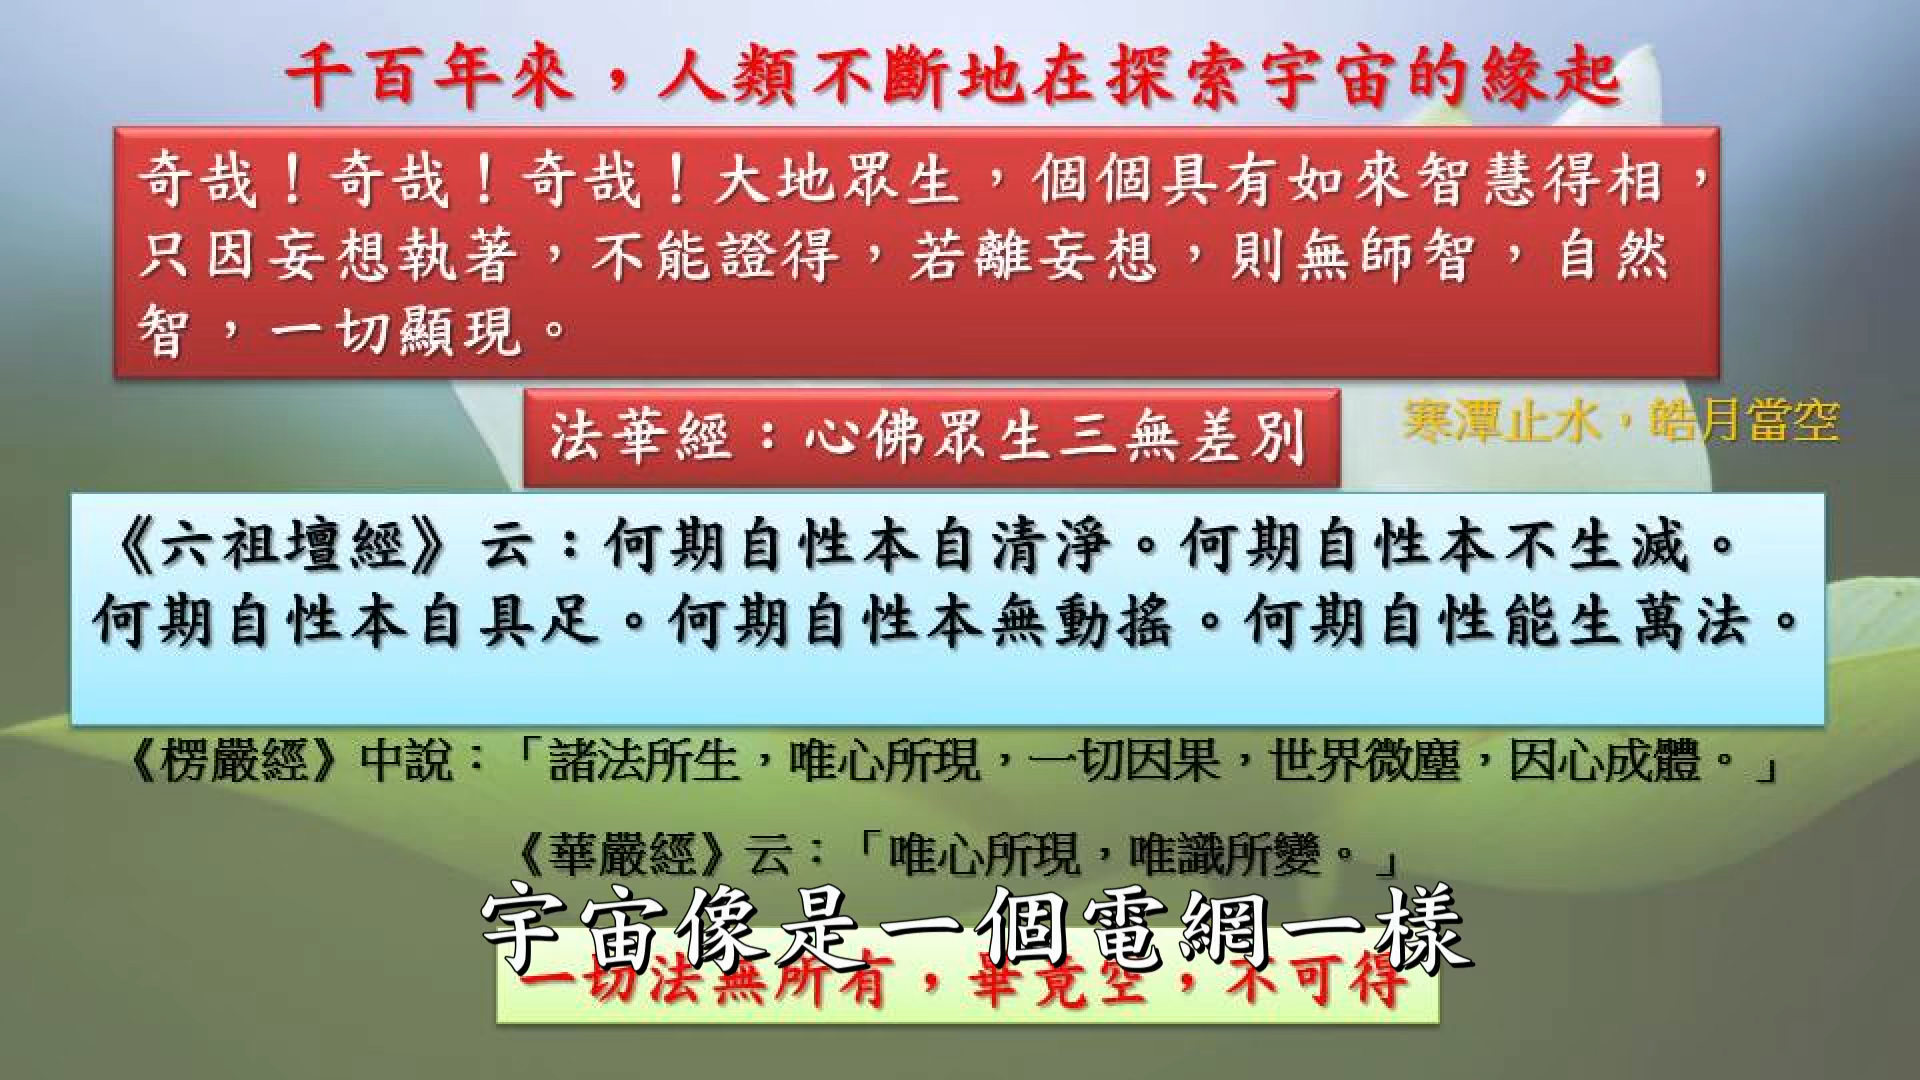 千百年來，人類不斷地在探索宇宙的緣起
奇哉！奇哉！奇哉！大地眾生，個個具有如來智慧得相，
只因妄想執著，不能證得，若離妄想，則無師智，自然
智，一切顯現。
法華經：心佛眾生三無差別
寒潭止水，皓月當空
《六祖壇經》云：何期自性本自清淨。何期自性本不生滅。
何期自性本自具足。何期自性本無動搖。何期自性能生萬法。
《楞嚴經》中說：「諸法所生，唯心所現，一切因果，世界微塵，因心成體。」
《華嚴經》云：「唯心所現，唯識所變。」
宇宙像是一個電網一樣
一切法無所有，畢竟空，不可得